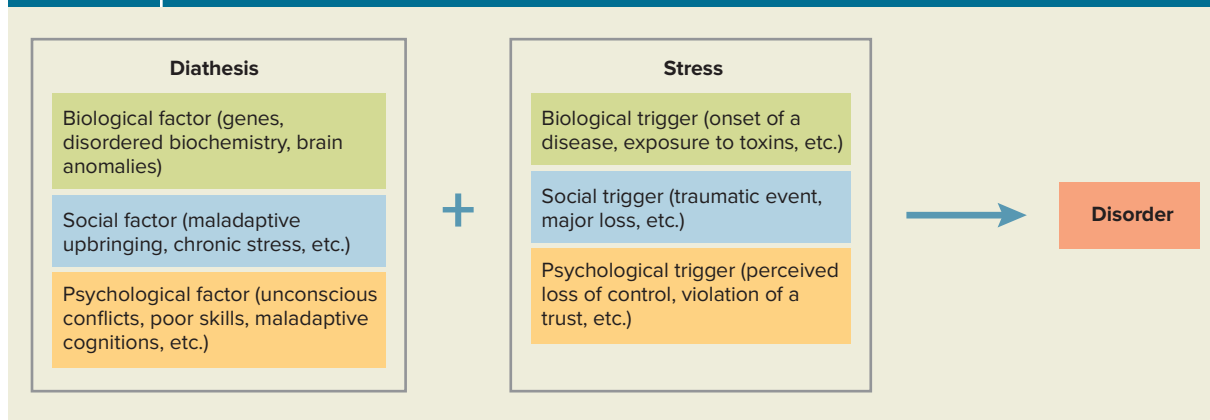 Diathesis
Biological factor (genes,
disordered biochemistry, brain
anomalies)
Social factor (maladaptive
upbringing, chronic stress, etc.)
Psychological factor (unconscious
conflicts, poor skills, maladaptive
cognitions, etc.)
+
Stress
Biological trigger (onset of a
disease, exposure to toxins, etc.)
Social trigger (traumatic event,
major loss, etc.)
Psychological trigger (perceived
loss of control, violation of a
trust, etc.)
Disorder